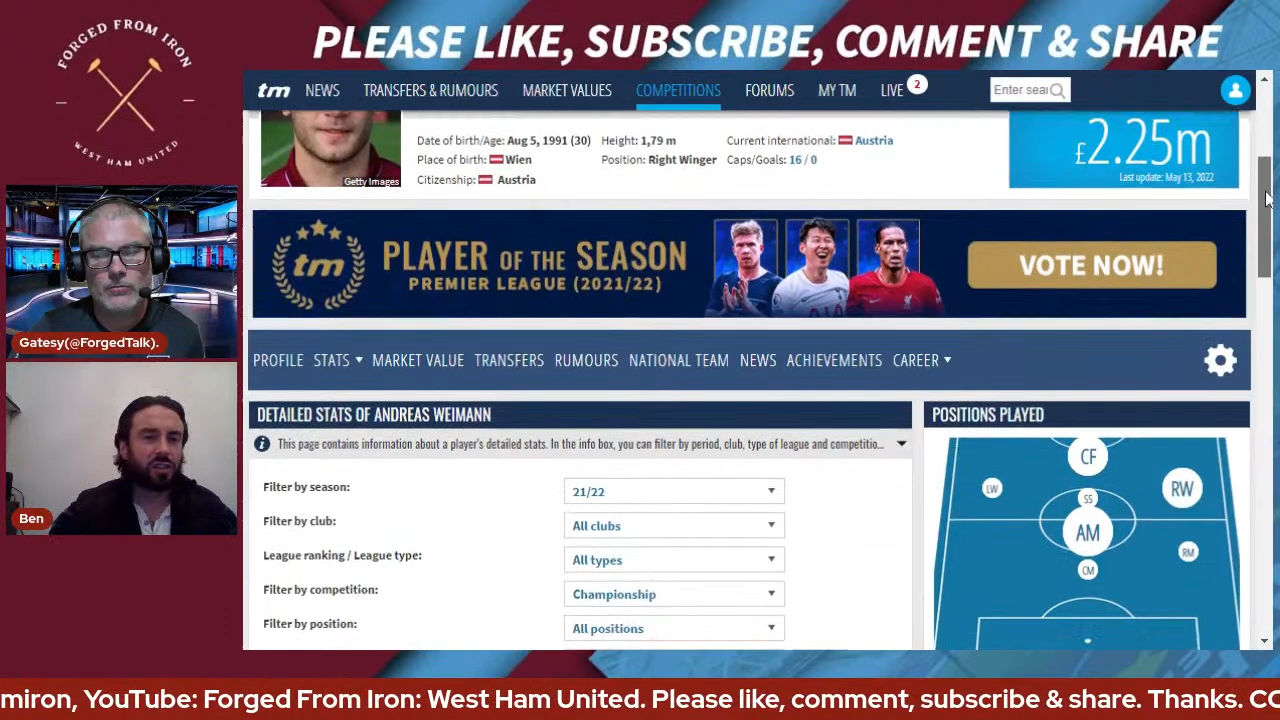 FORGED FROM IRON
WEST HAM UNITED
PLEASE LIKE, SUBSCRIBE, COMMENT & SHARE
tm NEWS TRANSFERS & RUMOURS MARKET VALUES COMPETITIONS FORUMS MY TM LIVE 2 Enter sear
Date of birth/Age: Aug 5, 1991 (30) Height: 1,79 m Current international: Austria
Place of birth: Wien Position: Right Winger Caps/Goals: 16 / 0
Citizenship: Austria
Getty Images
£2.25m
Last update: May 13, 2022
tm PLAYER OF THE SEASON
PREMIER LEAGUE (2021/22)
VOTE NOW!
PROFILE STATS MARKET VALUE TRANSFERS RUMOURS NATIONAL TEAM NEWS ACHIEVEMENTS CAREER
DETAILED STATS OF ANDREAS WEIMANN
i This page contains information about a player's detailed stats. In the info box, you can filter by period, club, type of league and competitio...
Filter by season: 21/22
Filter by club: All clubs
League ranking / League type: All types
Filter by competition: Championship
Filter by position: All positions
POSITIONS PLAYED
CF
LW SS RW
AM RM
CM
Gatesy(@ForgedTalk).
Ben
miron, YouTube: Forged From Iron: West Ham United. Please like, comment, subscribe & share. Thanks. CO